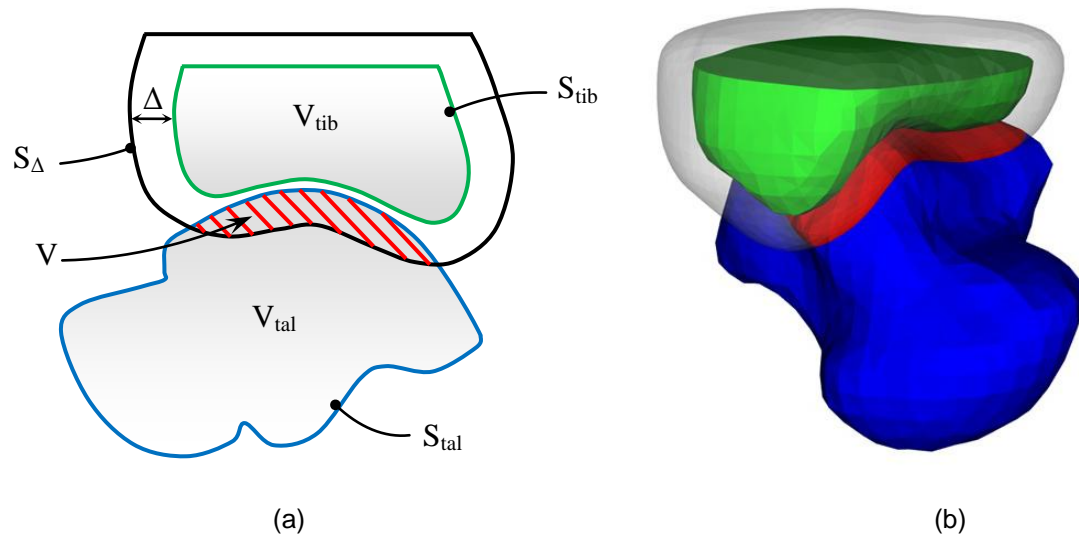 Δ
V_tib
S_tib
S_Δ
V
V_tal
S_tal
(a)
(b)